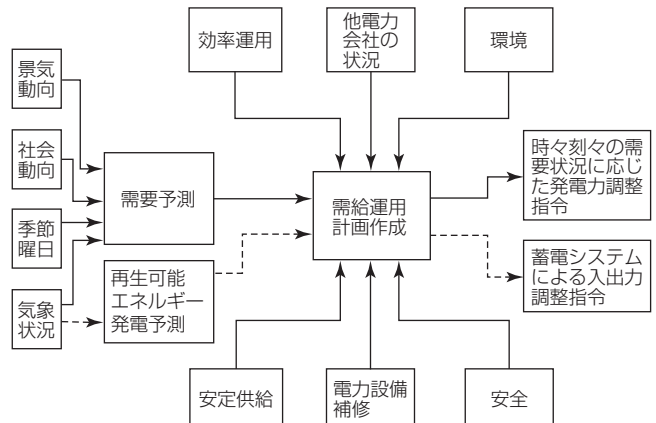 効率運用
他電力
会社の
状況
環境
景気
動向
社会
動向
季節
曜日
気象
状況
需要予測
再生可能
エネルギー
発電予測
需給運用
計画作成
時々刻々の需
要状況に応じ
た発電力調整
指令
蓄電システム
による入出力
調整指令
安定供給
電力設備
補修
安全